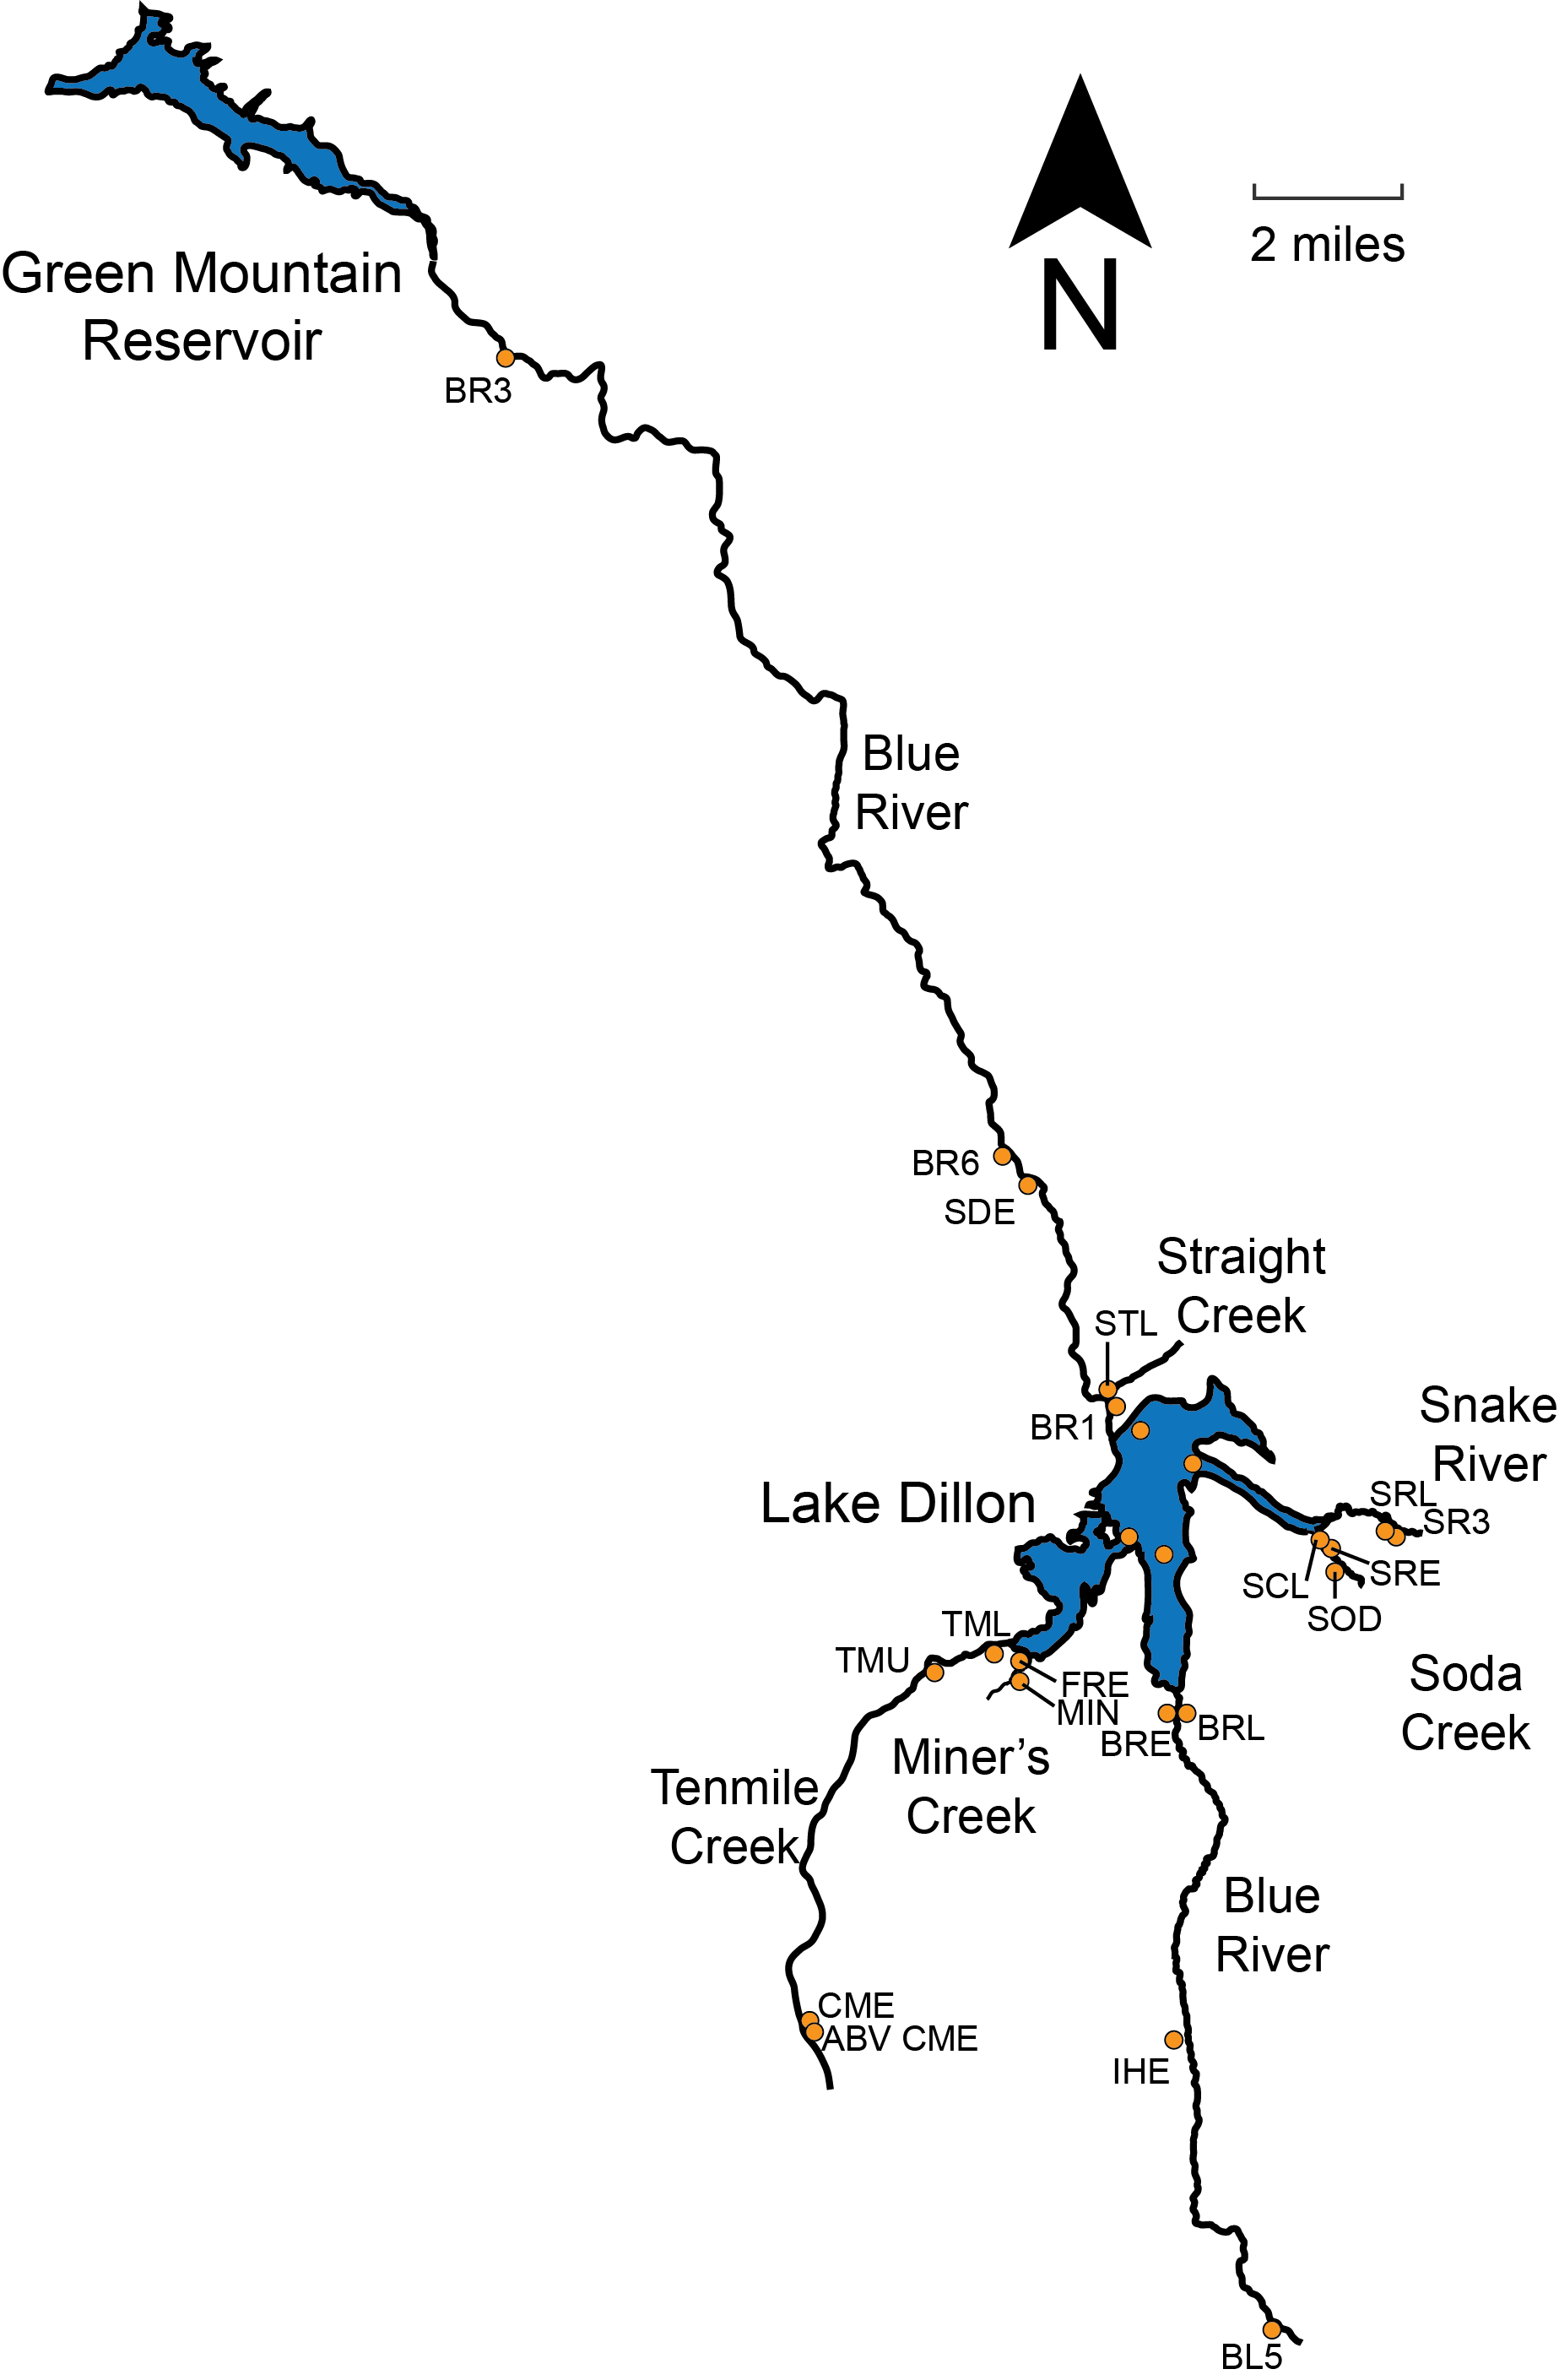 2 miles
Green Mountain
Reservoir
N
BR3
Blue
River
BR6
SDE
Straight
Creek
STL
BR1
Snake
River
Lake Dillon
SRL
SR3
SCL
SRE
SOD
TML
TMU
FRE
MIN
Soda
Creek
BRE
BRL
Miner’s
Creek
Tenmile
Creek
Blue
River
CME
ABV CME
IHE
BL5